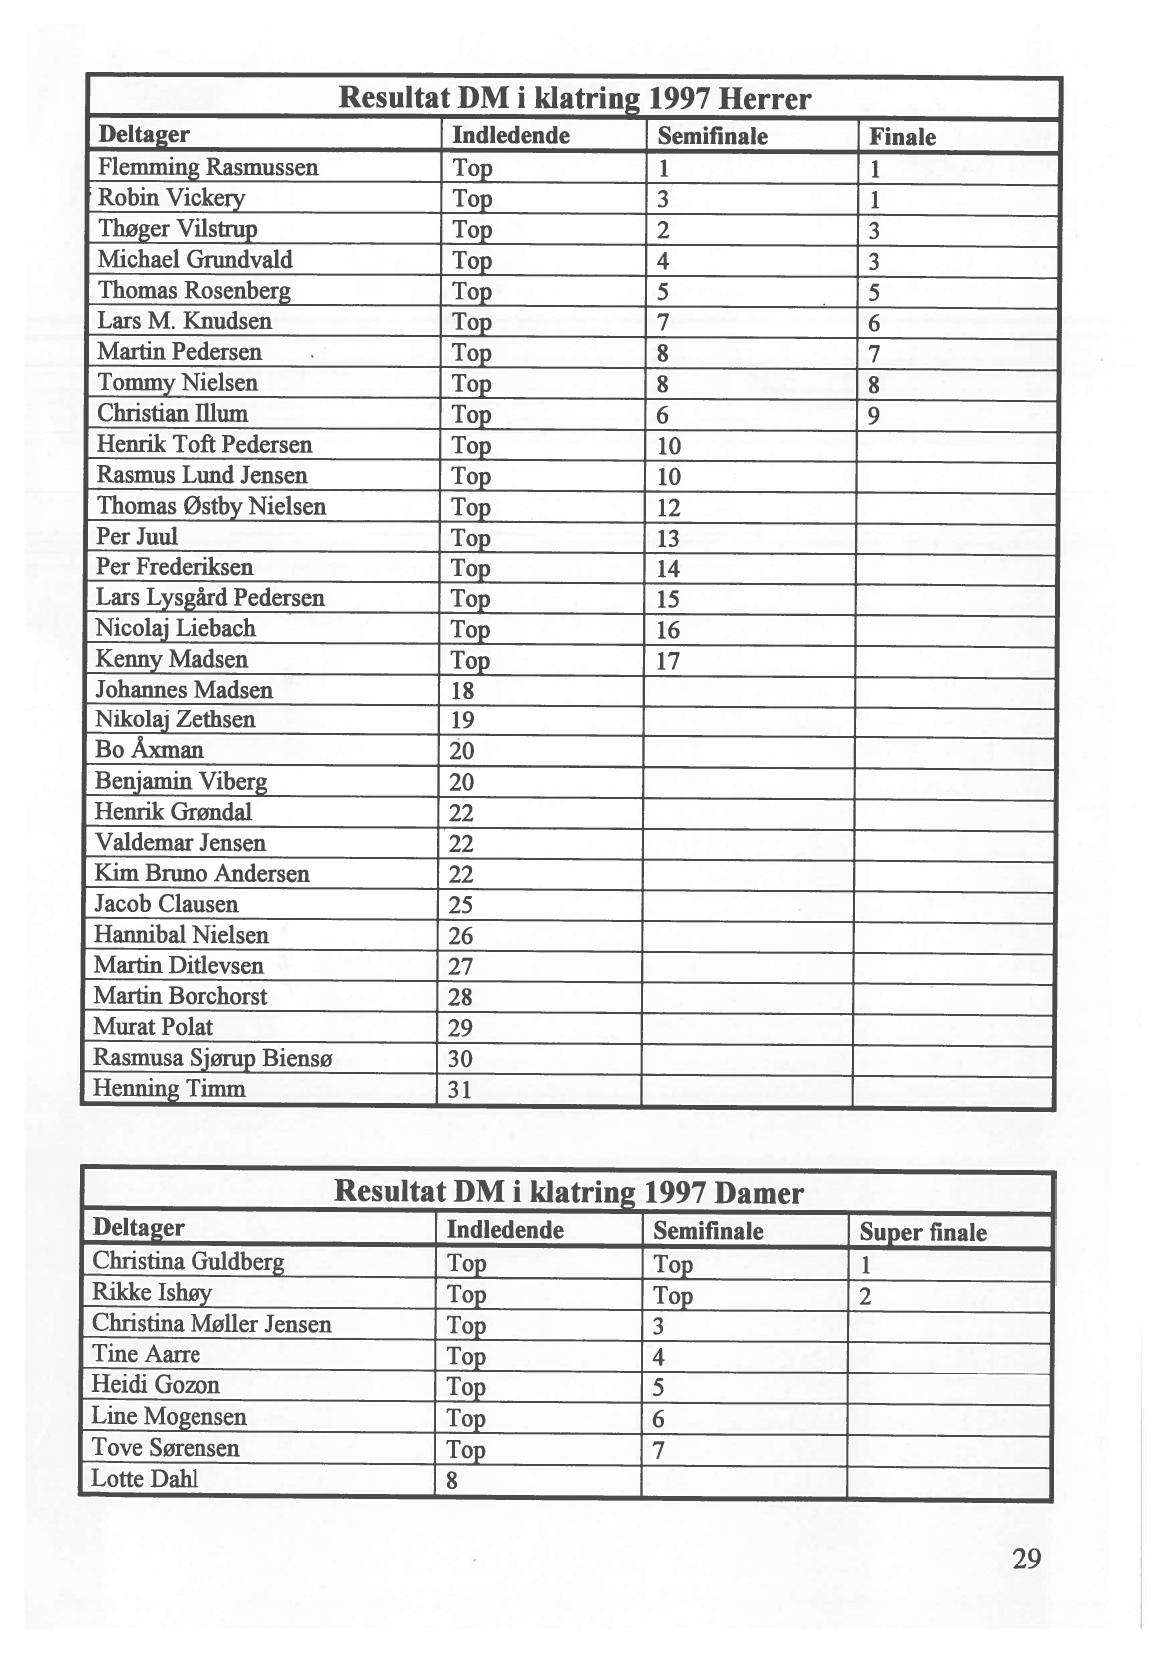 Resultat DM i klatring 1997 Herrer
Deltager Indledende Semifinale Finale
Flemming Rasmussen Top 1 1
Robin Vickery Top 3 1
Thøger Vilstrup Top 2 3
Michael Grundvald Top 4 3
Thomas Rosenberg Top 5 5
Lars M. Knudsen Top 7 6
Martin Pedersen Top 8 7
Tommy Nielsen Top 8 8
Christian Illum Top 6 9
Henrik Toft Pedersen Top 10
Rasmus Lund Jensen Top 10
Thomas Østby Nielsen Top 12
Per Juul Top 13
Per Frederiksen Top 14
Lars Lysgård Pedersen Top 15
Nicolaj Liebach Top 16
Kenny Madsen Top 17
Johannes Madsen 18
Nikolaj Zethsen 19
Bo Åxman 20
Benjamin Viberg 20
Henrik Grøndal 22
Valdemar Jensen 22
Kim Bruno Andersen 22
Jacob Clausen 25
Hannibal Nielsen 26
Martin Ditlevsen 27
Martin Borchorst 28
Murat Polat 29
Rasmusa Sjørup Biensø 30
Henning Timm 31
Resultat DM i klatring 1997 Damer
Deltager Indledende Semifinale Super finale
Christina Guldberg Top Top 1
Rikke Ishøy Top Top 2
Christina Møller Jensen Top 3
Tine Aarre Top 4
Heidi Gozon Top 5
Line Mogensen Top 6
Tove Sørensen Top 7
Lotte Dahl 8
29